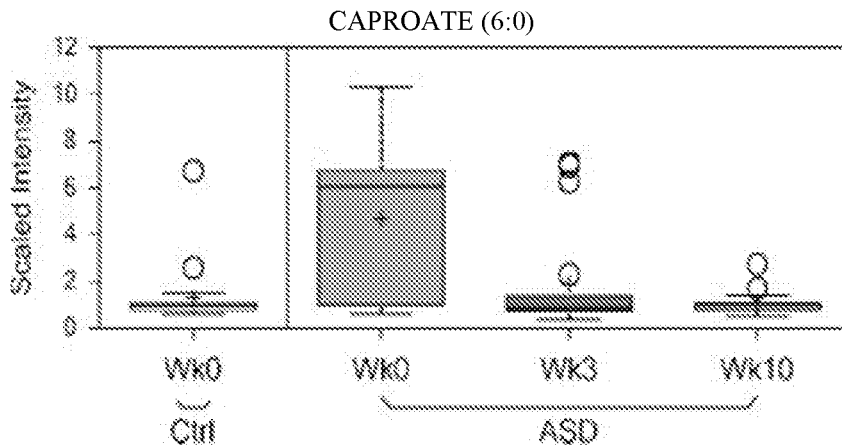 CAPROATE (6:0)
Scaled Intensity
12
10
8
6
4
2
0
Wk0
Wk0
Wk3
Wk10
Ctrl
ASD